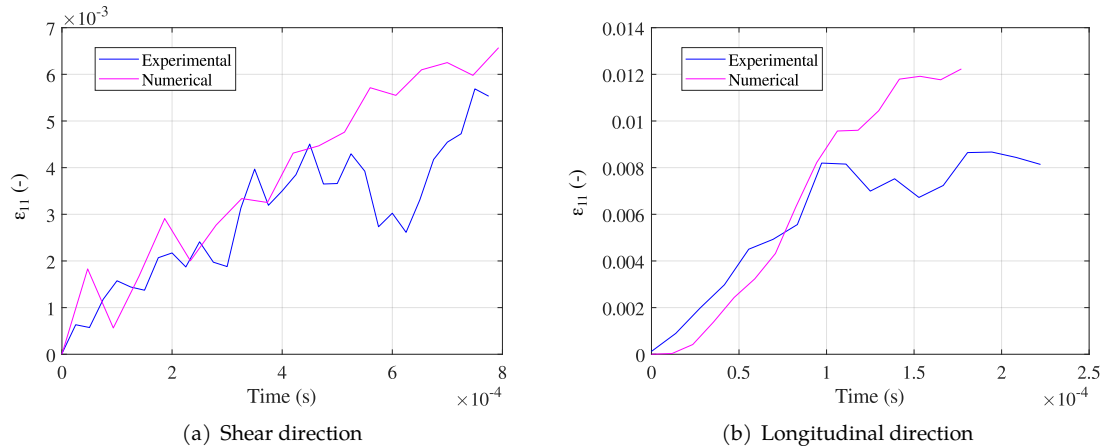 ×10⁻³
7
6
5
4
3
2
1
0
ε₁₁ (-)
Experimental
Numerical
0 2 4 6 8
Time (s)
×10⁻⁴
(a) Shear direction
0.014
0.012
0.01
0.008
0.006
0.004
0.002
0
ε₁₁ (-)
Experimental
Numerical
0 0.5 1 1.5 2 2.5
Time (s)
×10⁻⁴
(b) Longitudinal direction